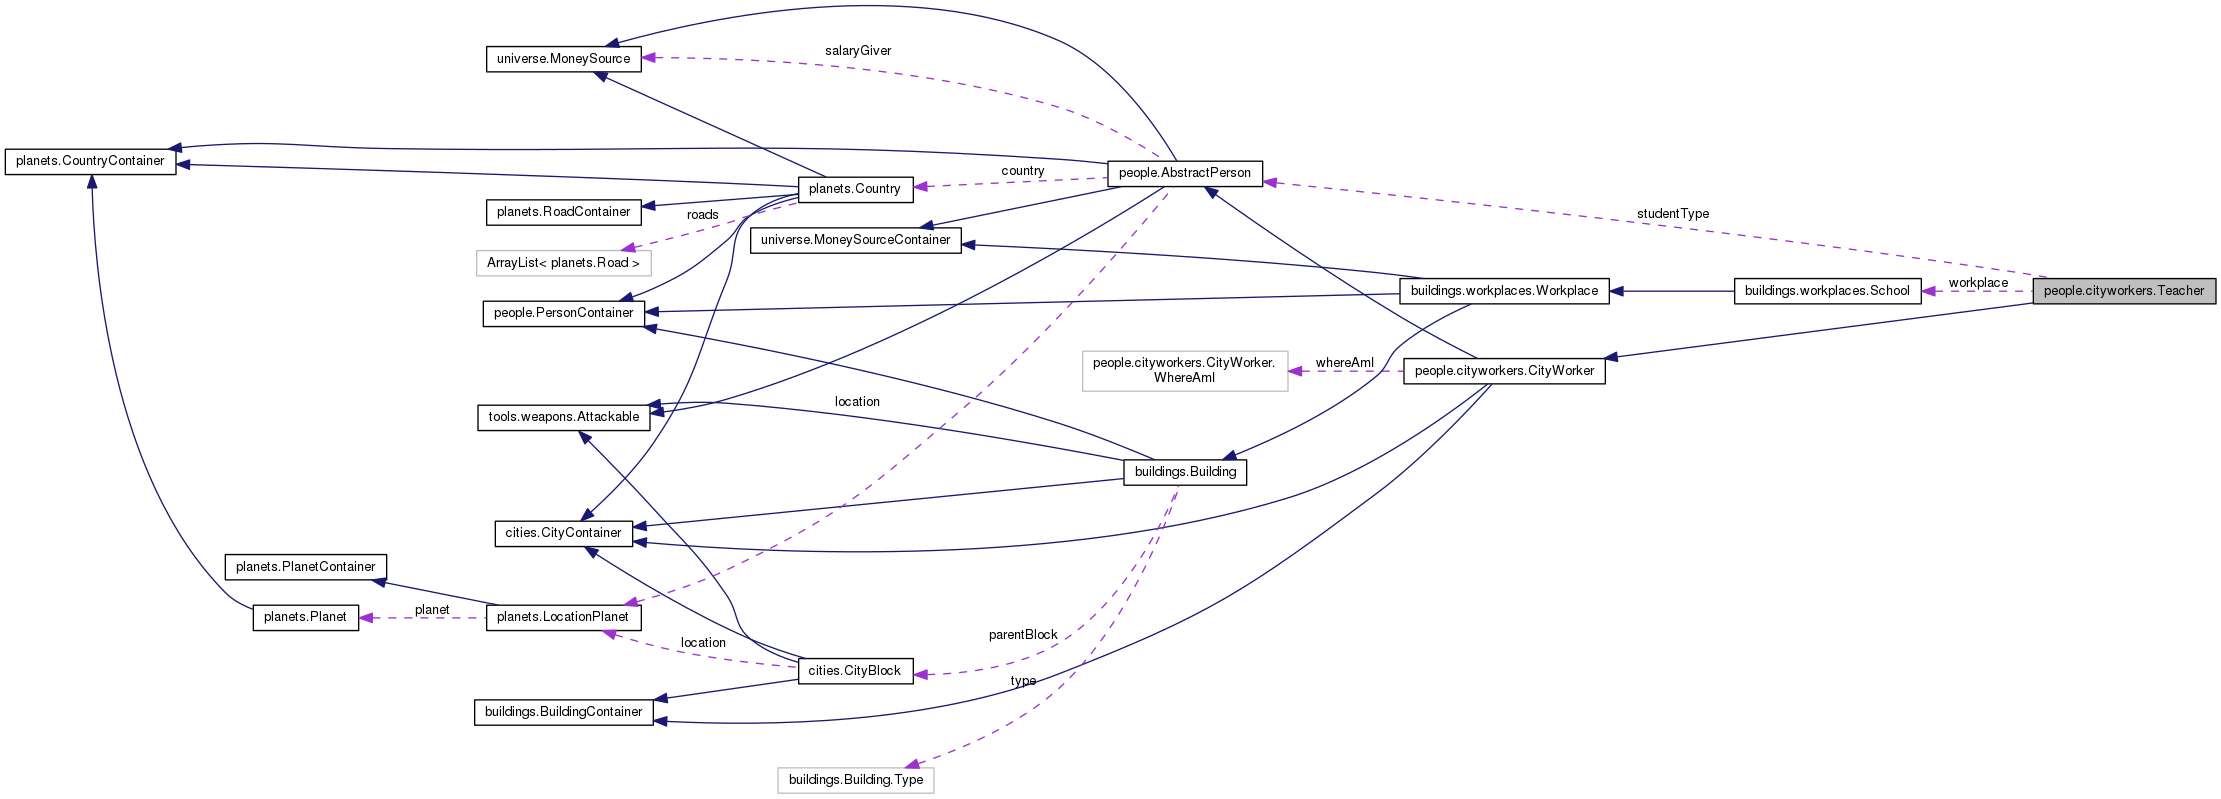 salaryGiver
universe.MoneySource
planets.CountryContainer
people.AbstractPerson
country
planets.Country
planets.RoadContainer
roads
studentType
universe.MoneySourceContainer
ArrayList< planets.Road >
workplace
buildings.workplaces.Workplace
buildings.workplaces.School
people.cityworkers.Teacher
people.PersonContainer
people.cityworkers.CityWorker.
WhereAmI
whereAmI
people.cityworkers.CityWorker
location
tools.weapons.Attackable
buildings.Building
cities.CityContainer
planets.PlanetContainer
planet
planets.Planet
planets.LocationPlanet
parentBlock
location
cities.CityBlock
type
buildings.BuildingContainer
buildings.Building.Type